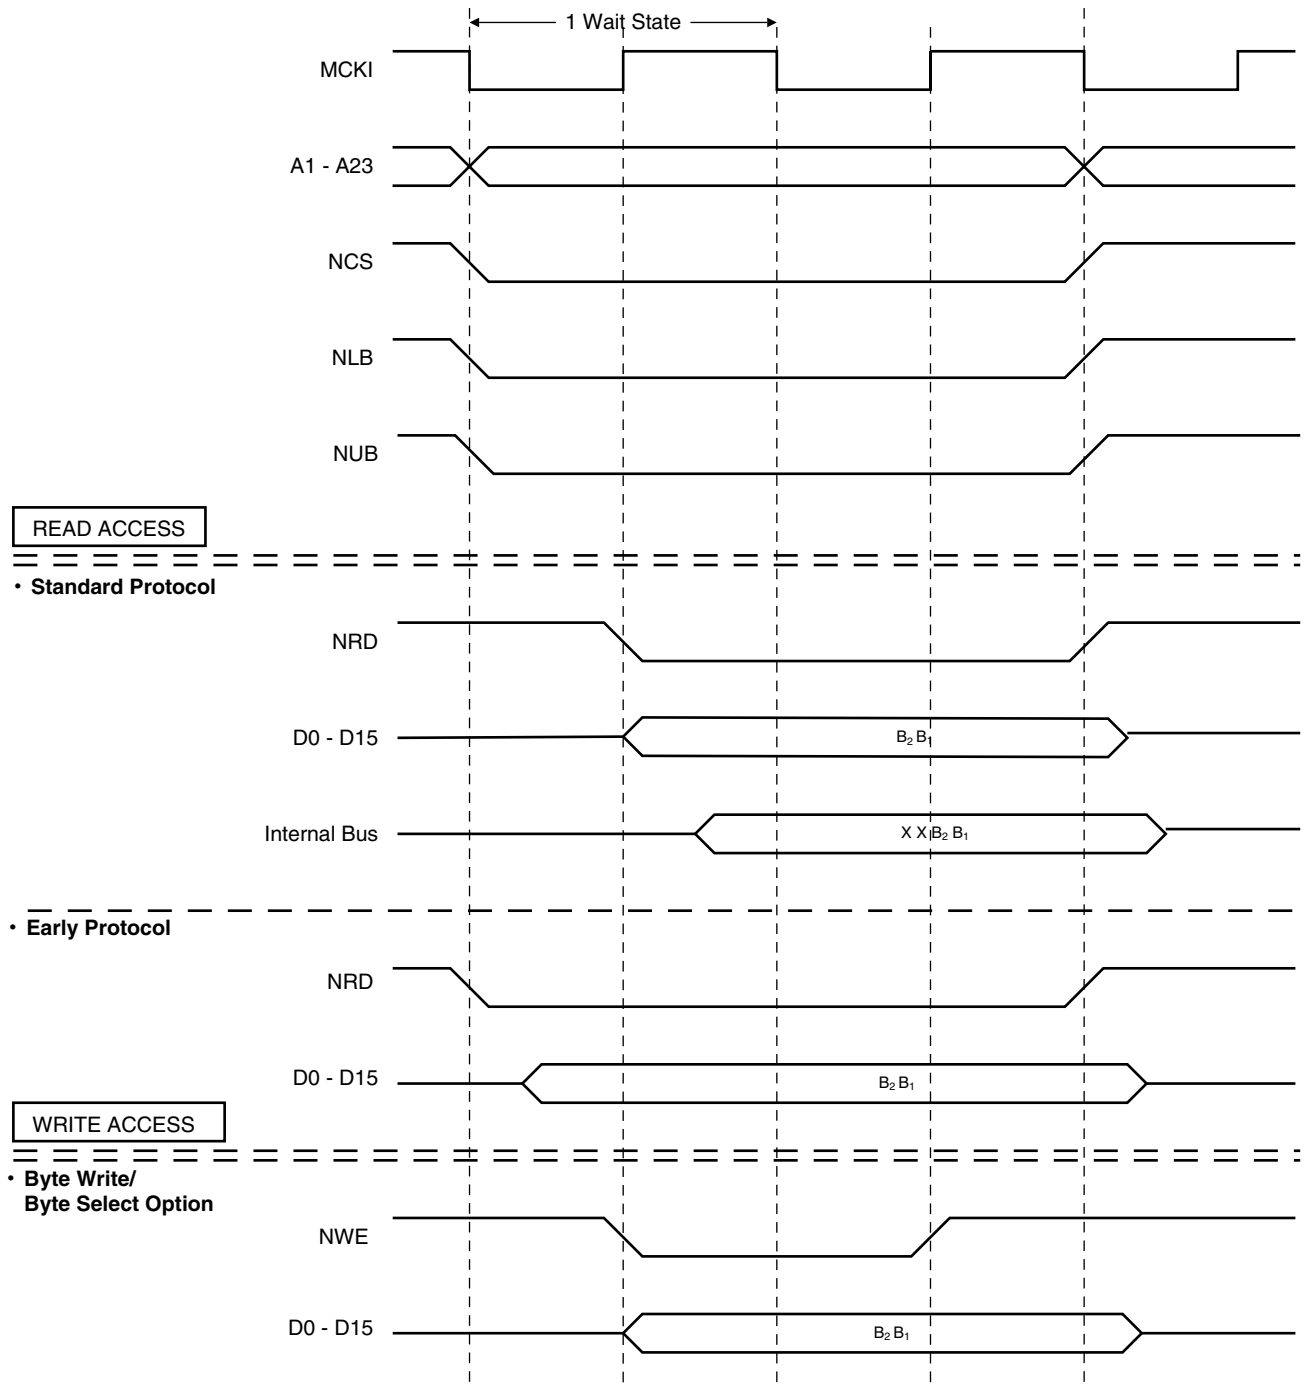 1 Wait State
MCKI
A1 - A23
NCS
NLB
NUB
READ ACCESS
• Standard Protocol
NRD
D0 - D15
B₂ B₁
Internal Bus
X X B₂ B₁
• Early Protocol
NRD
D0 - D15
B₂ B₁
WRITE ACCESS
• Byte Write/
Byte Select Option
NWE
D0 - D15
B₂ B₁